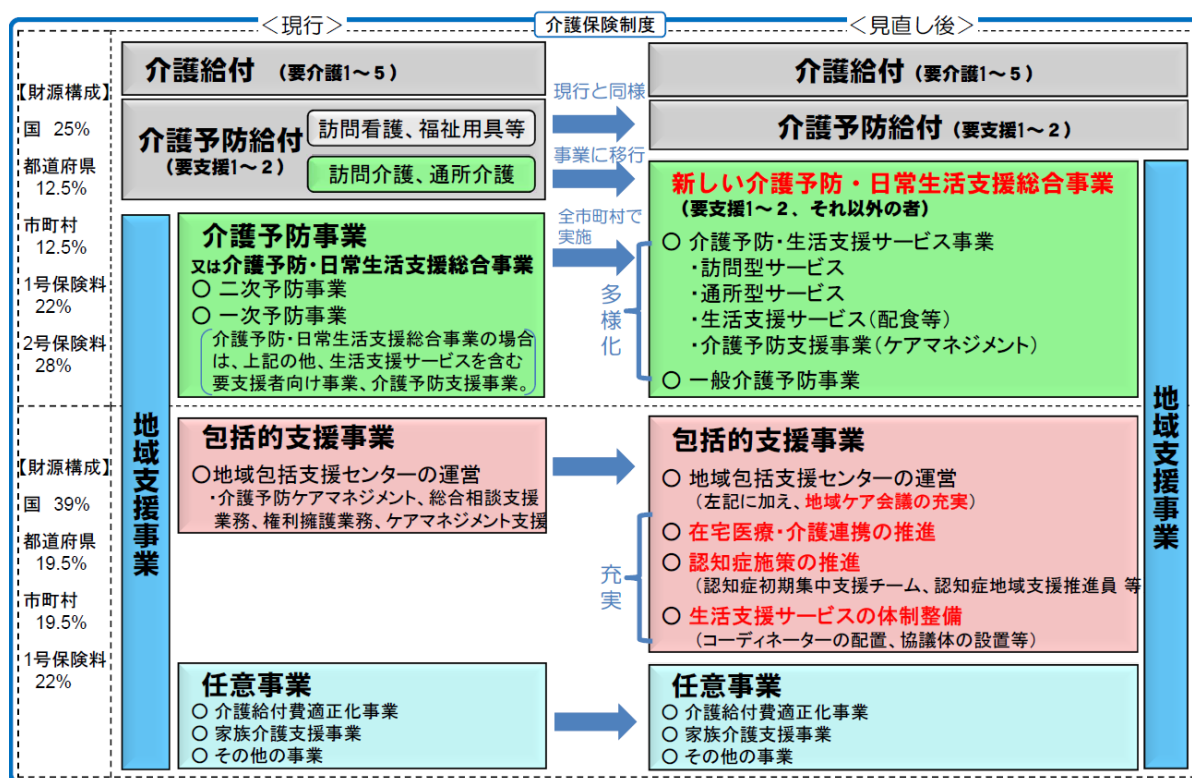 介護保険制度
＜現行＞
＜見直し後＞
【財源構成】
国 25%
都道府県
12.5%
市町村
12.5%
1号保険料
22%
2号保険料
28%
介護給付 （要介護1～5）
介護予防給付
（要支援1～2）
訪問看護、福祉用具等
訪問介護、通所介護
現行と同様
事業に移行
全市町村で
実施
多様化
介護給付（要介護1～5）
介護予防給付（要支援1～2）
地域支援事業
介護予防事業
又は介護予防・日常生活支援総合事業
○ 二次予防事業
○ 一次予防事業
介護予防・日常生活支援総合事業の場合
は、上記の他、生活支援サービスを含む
要支援者向け事業、介護予防支援事業。
新しい介護予防・日常生活支援総合事業
（要支援1～2、それ以外の者）
○ 介護予防・生活支援サービス事業
・訪問型サービス
・通所型サービス
・生活支援サービス（配食等）
・介護予防支援事業（ケアマネジメント）
○ 一般介護予防事業
地域支援事業
【財源構成】
国 39%
都道府県
19.5%
市町村
19.5%
1号保険料
22%
包括的支援事業
○地域包括支援センターの運営
・介護予防ケアマネジメント、総合相談支援
業務、権利擁護業務、ケアマネジメント支援
充実
包括的支援事業
○ 地域包括支援センターの運営
（左記に加え、地域ケア会議の充実）
○ 在宅医療・介護連携の推進
○ 認知症施策の推進
（認知症初期集中支援チーム、認知症地域支援推進員 等
○ 生活支援サービスの体制整備
（コーディネーターの配置、協議体の設置等）
任意事業
○ 介護給付費適正化事業
○ 家族介護支援事業
○ その他の事業
任意事業
○ 介護給付費適正化事業
○ 家族介護支援事業
○ その他の事業